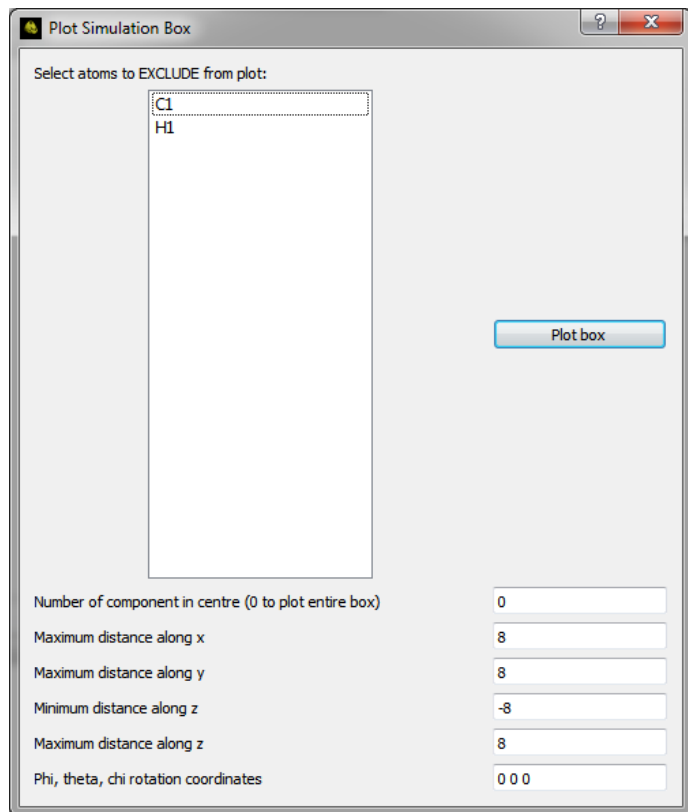 Plot Simulation Box
?
X
Select atoms to EXCLUDE from plot:
C1
H1
Plot box
Number of component in centre (0 to plot entire box) 0
Maximum distance along x 8
Maximum distance along y 8
Minimum distance along z -8
Maximum distance along z 8
Phi, theta, chi rotation coordinates 0 0 0